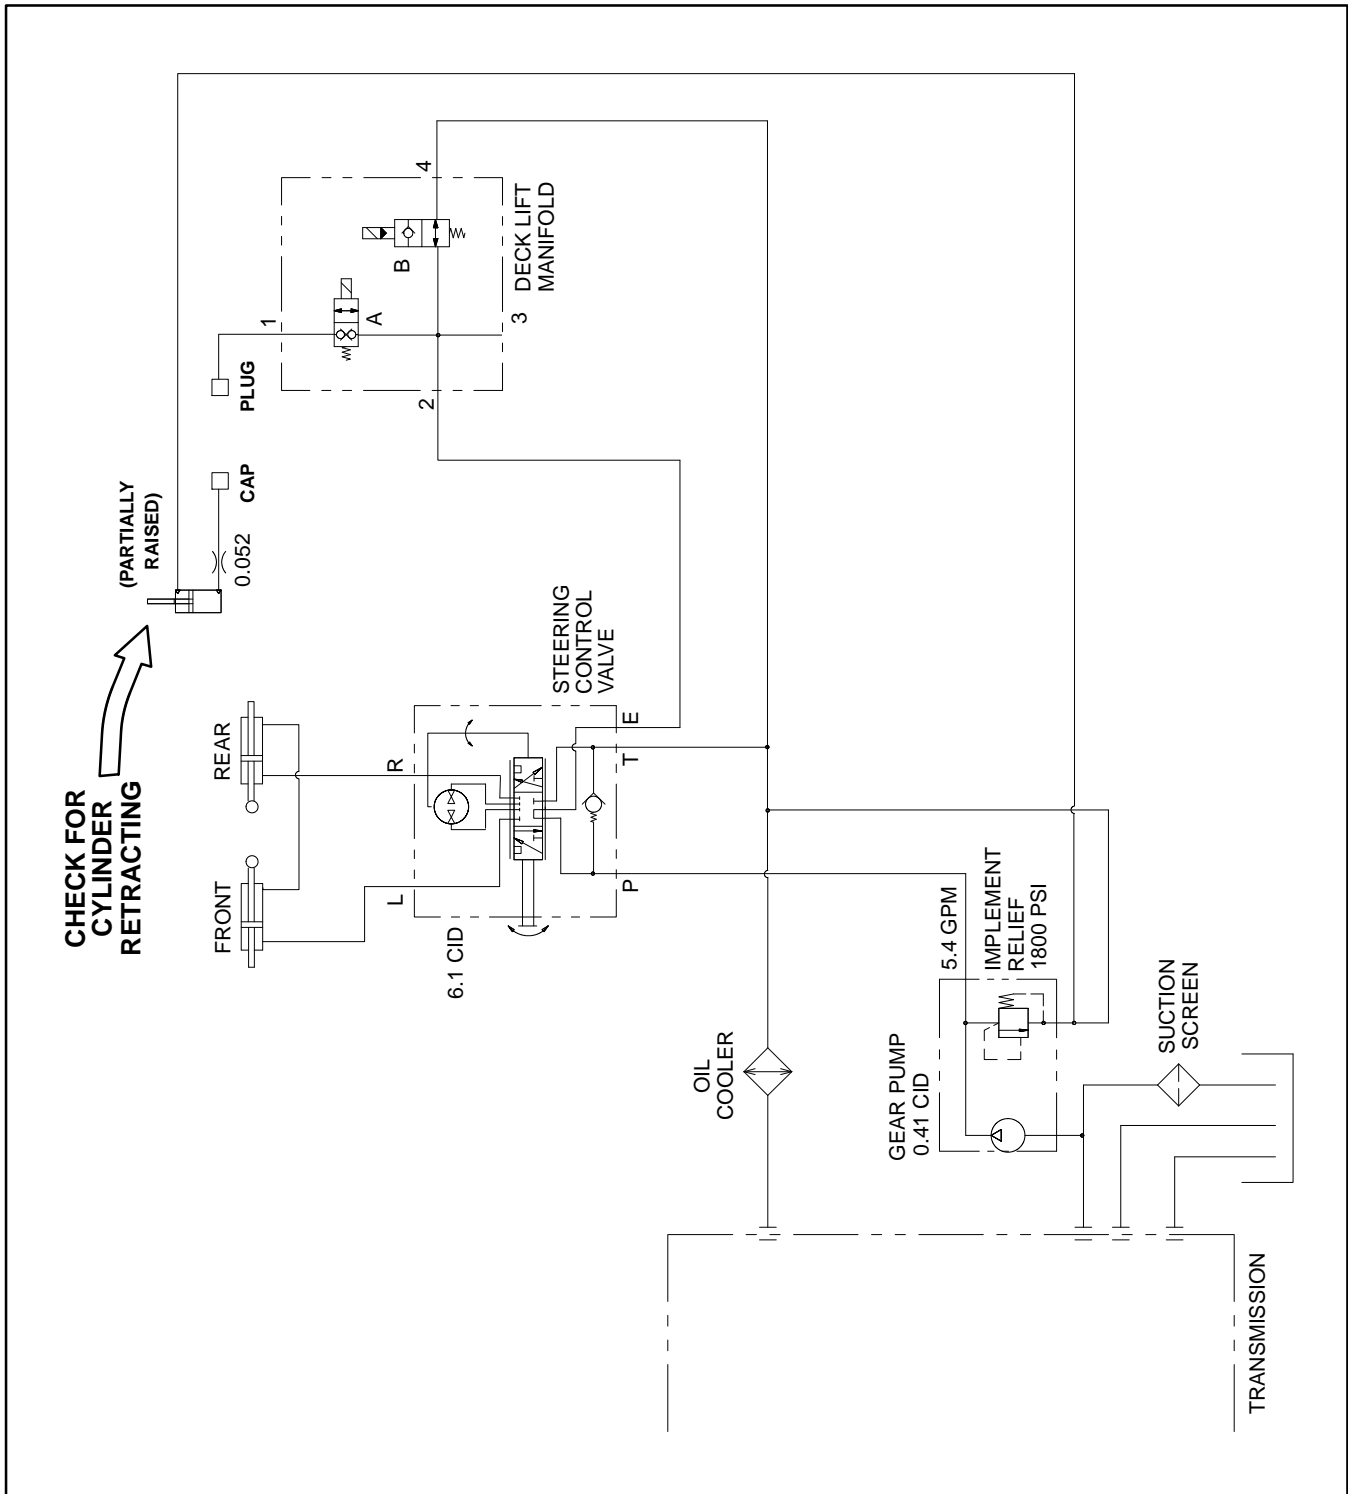 CHECK FOR
CYLINDER
RETRACTING
(PARTIALLY
RAISED)
0.052
CAP
PLUG
1
2
3
4
A
B
DECK LIFT
MANIFOLD
FRONT
REAR
L
R
6.1 CID
STEERING
CONTROL
VALVE
P
T
E
OIL
COOLER
GEAR PUMP
0.41 CID
5.4 GPM
IMPLEMENT
RELIEF
1800 PSI
SUCTION
SCREEN
TRANSMISSION